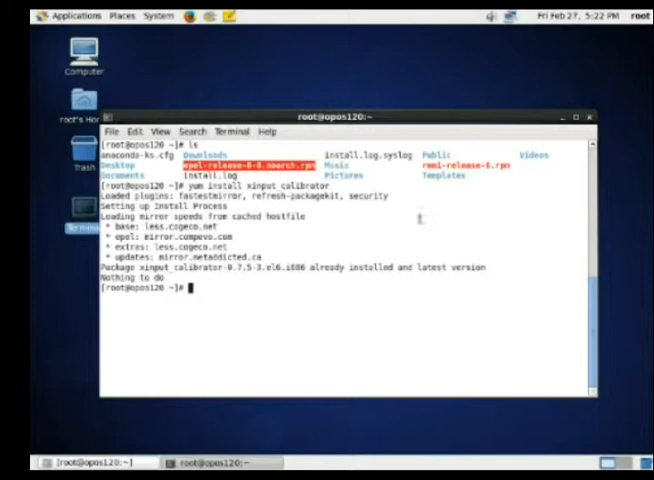 Applications Places System Fri Feb 27, 5:22 PM root
Computer
root's Hom
Trash
Termina
root@opos120:~
File Edit View Search Terminal Help
[root@opos120 ~]# ls
anaconda-ks.cfg Downloads install.log.syslog Public Videos
Desktop epel-release-6-8.noarch.rpm Music remi-release-6.rpm
Documents install.log Pictures Templates
[root@opos120 ~]# yum install xinput_calibrator
Loaded plugins: fastestmirror, refresh-packagekit, security
Setting up Install Process
Loading mirror speeds from cached hostfile
* base: less.cogeco.net
* epel: mirror.compevo.com
* extras: less.cogeco.net
* updates: mirror.netaddicted.ca
Package xinput_calibrator-0.7.5-3.el6.i686 already installed and latest version
Nothing to do
[root@opos120 ~]#
[root@opos120:~] root@opos120:~